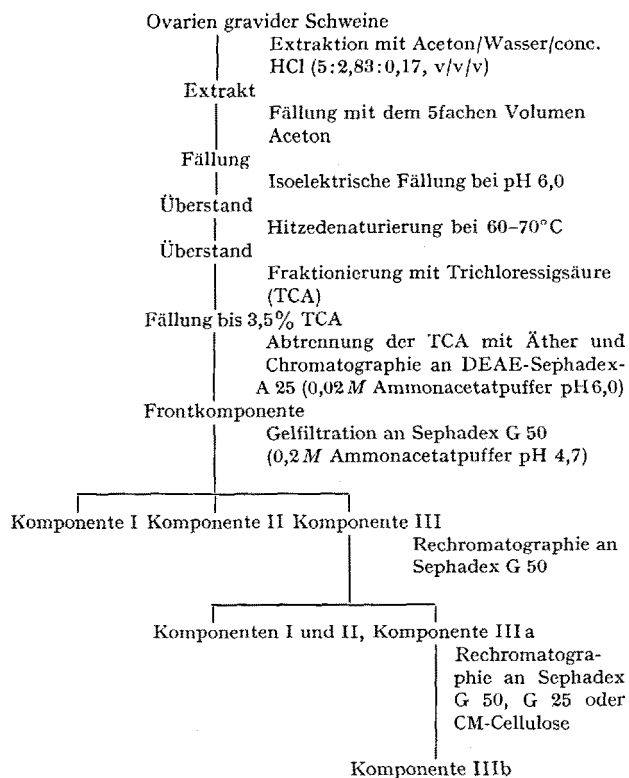 Ovarien gravider Schweine
Extraktion mit Aceton/Wasser/conc.
HCl (5:2,83:0,17, v/v/v)
Extrakt
Fällung mit dem 5fachen Volumen
Aceton
Fällung
Isoelektrische Fällung bei pH 6,0
Überstand
Hitzedenaturierung bei 60–70°C
Überstand
Fraktionierung mit Trichloressigsäure
(TCA)
Fällung bis 3,5% TCA
Abtrennung der TCA mit Äther und
Chromatographie an DEAE-Sephadex-
A 25 (0,02 M Ammonacetatpuffer pH 6,0)
Frontkomponente
Gelfiltration an Sephadex G 50
(0,2 M Ammonacetatpuffer pH 4,7)
Komponente I Komponente II Komponente III
Rechromatographie an
Sephadex G 50
Komponenten I und II, Komponente IIIa
Rechromatogra-
phie an Sephadex
G 50, G 25 oder
CM-Cellulose
Komponente IIIb